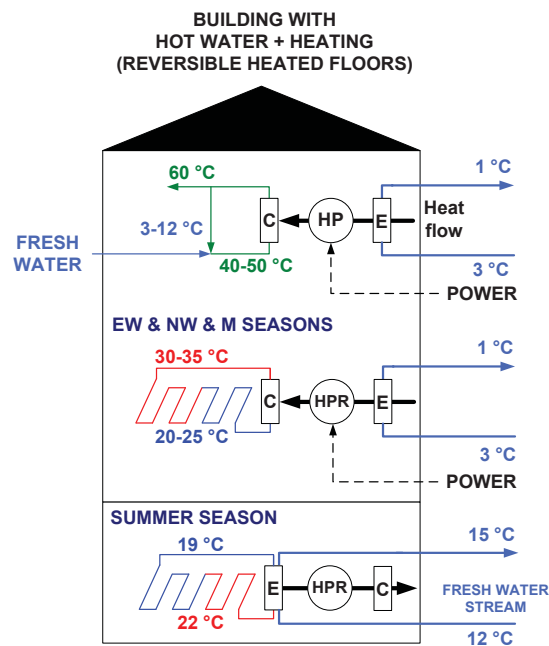 BUILDING WITH
HOT WATER + HEATING
(REVERSIBLE HEATED FLOORS)
60 °C
1 °C
C
HP
E
Heat
flow
3-12 °C
FRESH
WATER
40-50 °C
3 °C
POWER
EW & NW & M SEASONS
30-35 °C
1 °C
C
HPR
E
20-25 °C
3 °C
POWER
SUMMER SEASON
19 °C
15 °C
E
HPR
C
FRESH WATER
STREAM
22 °C
12 °C